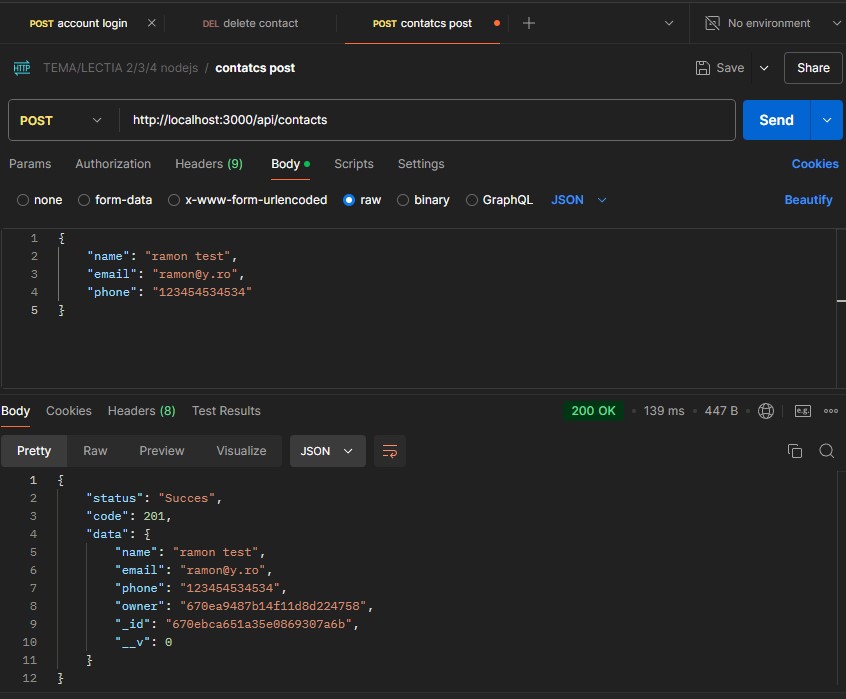 POST account login DEL delete contact POST contatcs post No environment
HTTP TEMA/LECTIA 2/3/4 nodejs / contatcs post Save Share
POST http://localhost:3000/api/contacts Send
Params Authorization Headers (9) Body Scripts Settings Cookies
none form-data x-www-form-urlencoded raw binary GraphQL JSON Beautify
1 {
2 "name": "ramon test",
3 "email": "ramon@y.ro",
4 "phone": "123454534534"
5 }
Body Cookies Headers (8) Test Results 200 OK 139 ms 447 B e.g.
Pretty Raw Preview Visualize JSON
1 {
2 "status": "Succes",
3 "code": 201,
4 "data": {
5 "name": "ramon test",
6 "email": "ramon@y.ro",
7 "phone": "123454534534",
8 "owner": "670ea9487b14f11d8d224758",
9 "_id": "670ebca651a35e0869307a6b",
10 "__v": 0
11 }
12 }